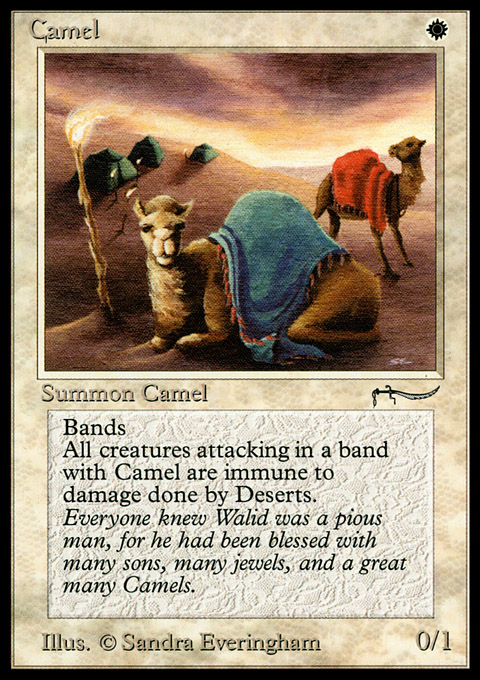 Camel
Summon Camel
Bands
All creatures attacking in a band
with Camel are immune to
damage done by Deserts.
Everyone knew Walid was a pious
man, for he had been blessed with
many sons, many jewels, and a great
many Camels.
Illus. © Sandra Everingham
0/1